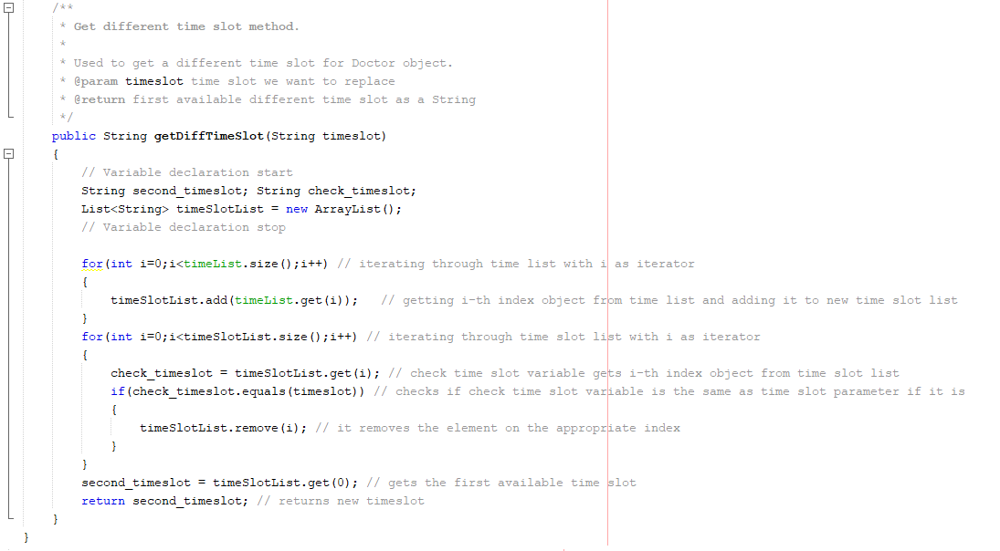 /**
 * Get different time slot method.
 *
 * Used to get a different time slot for Doctor object.
 * @param timeslot time slot we want to replace
 * @return first available different time slot as a String
 */
public String getDiffTimeSlot(String timeslot)
{
    // Variable declaration start
    String second_timeslot; String check_timeslot;
    List<String> timeSlotList = new ArrayList();
    // Variable declaration stop

    for(int i=0;i<timeList.size();i++) // iterating through time list with i as iterator
    {
        timeSlotList.add(timeList.get(i));   // getting i-th index object from time list and adding it to new time slot list
    }
    for(int i=0;i<timeSlotList.size();i++) // iterating through time slot list with i as iterator
    {
        check_timeslot = timeSlotList.get(i); // check time slot variable gets i-th index object from time slot list
        if(check_timeslot.equals(timeslot)) // checks if check time slot variable is the same as time slot parameter if it is
        {
            timeSlotList.remove(i); // it removes the element on the appropriate index
        }
    }
    second_timeslot = timeSlotList.get(0); // gets the first available time slot
    return second_timeslot; // returns new timeslot
}
}